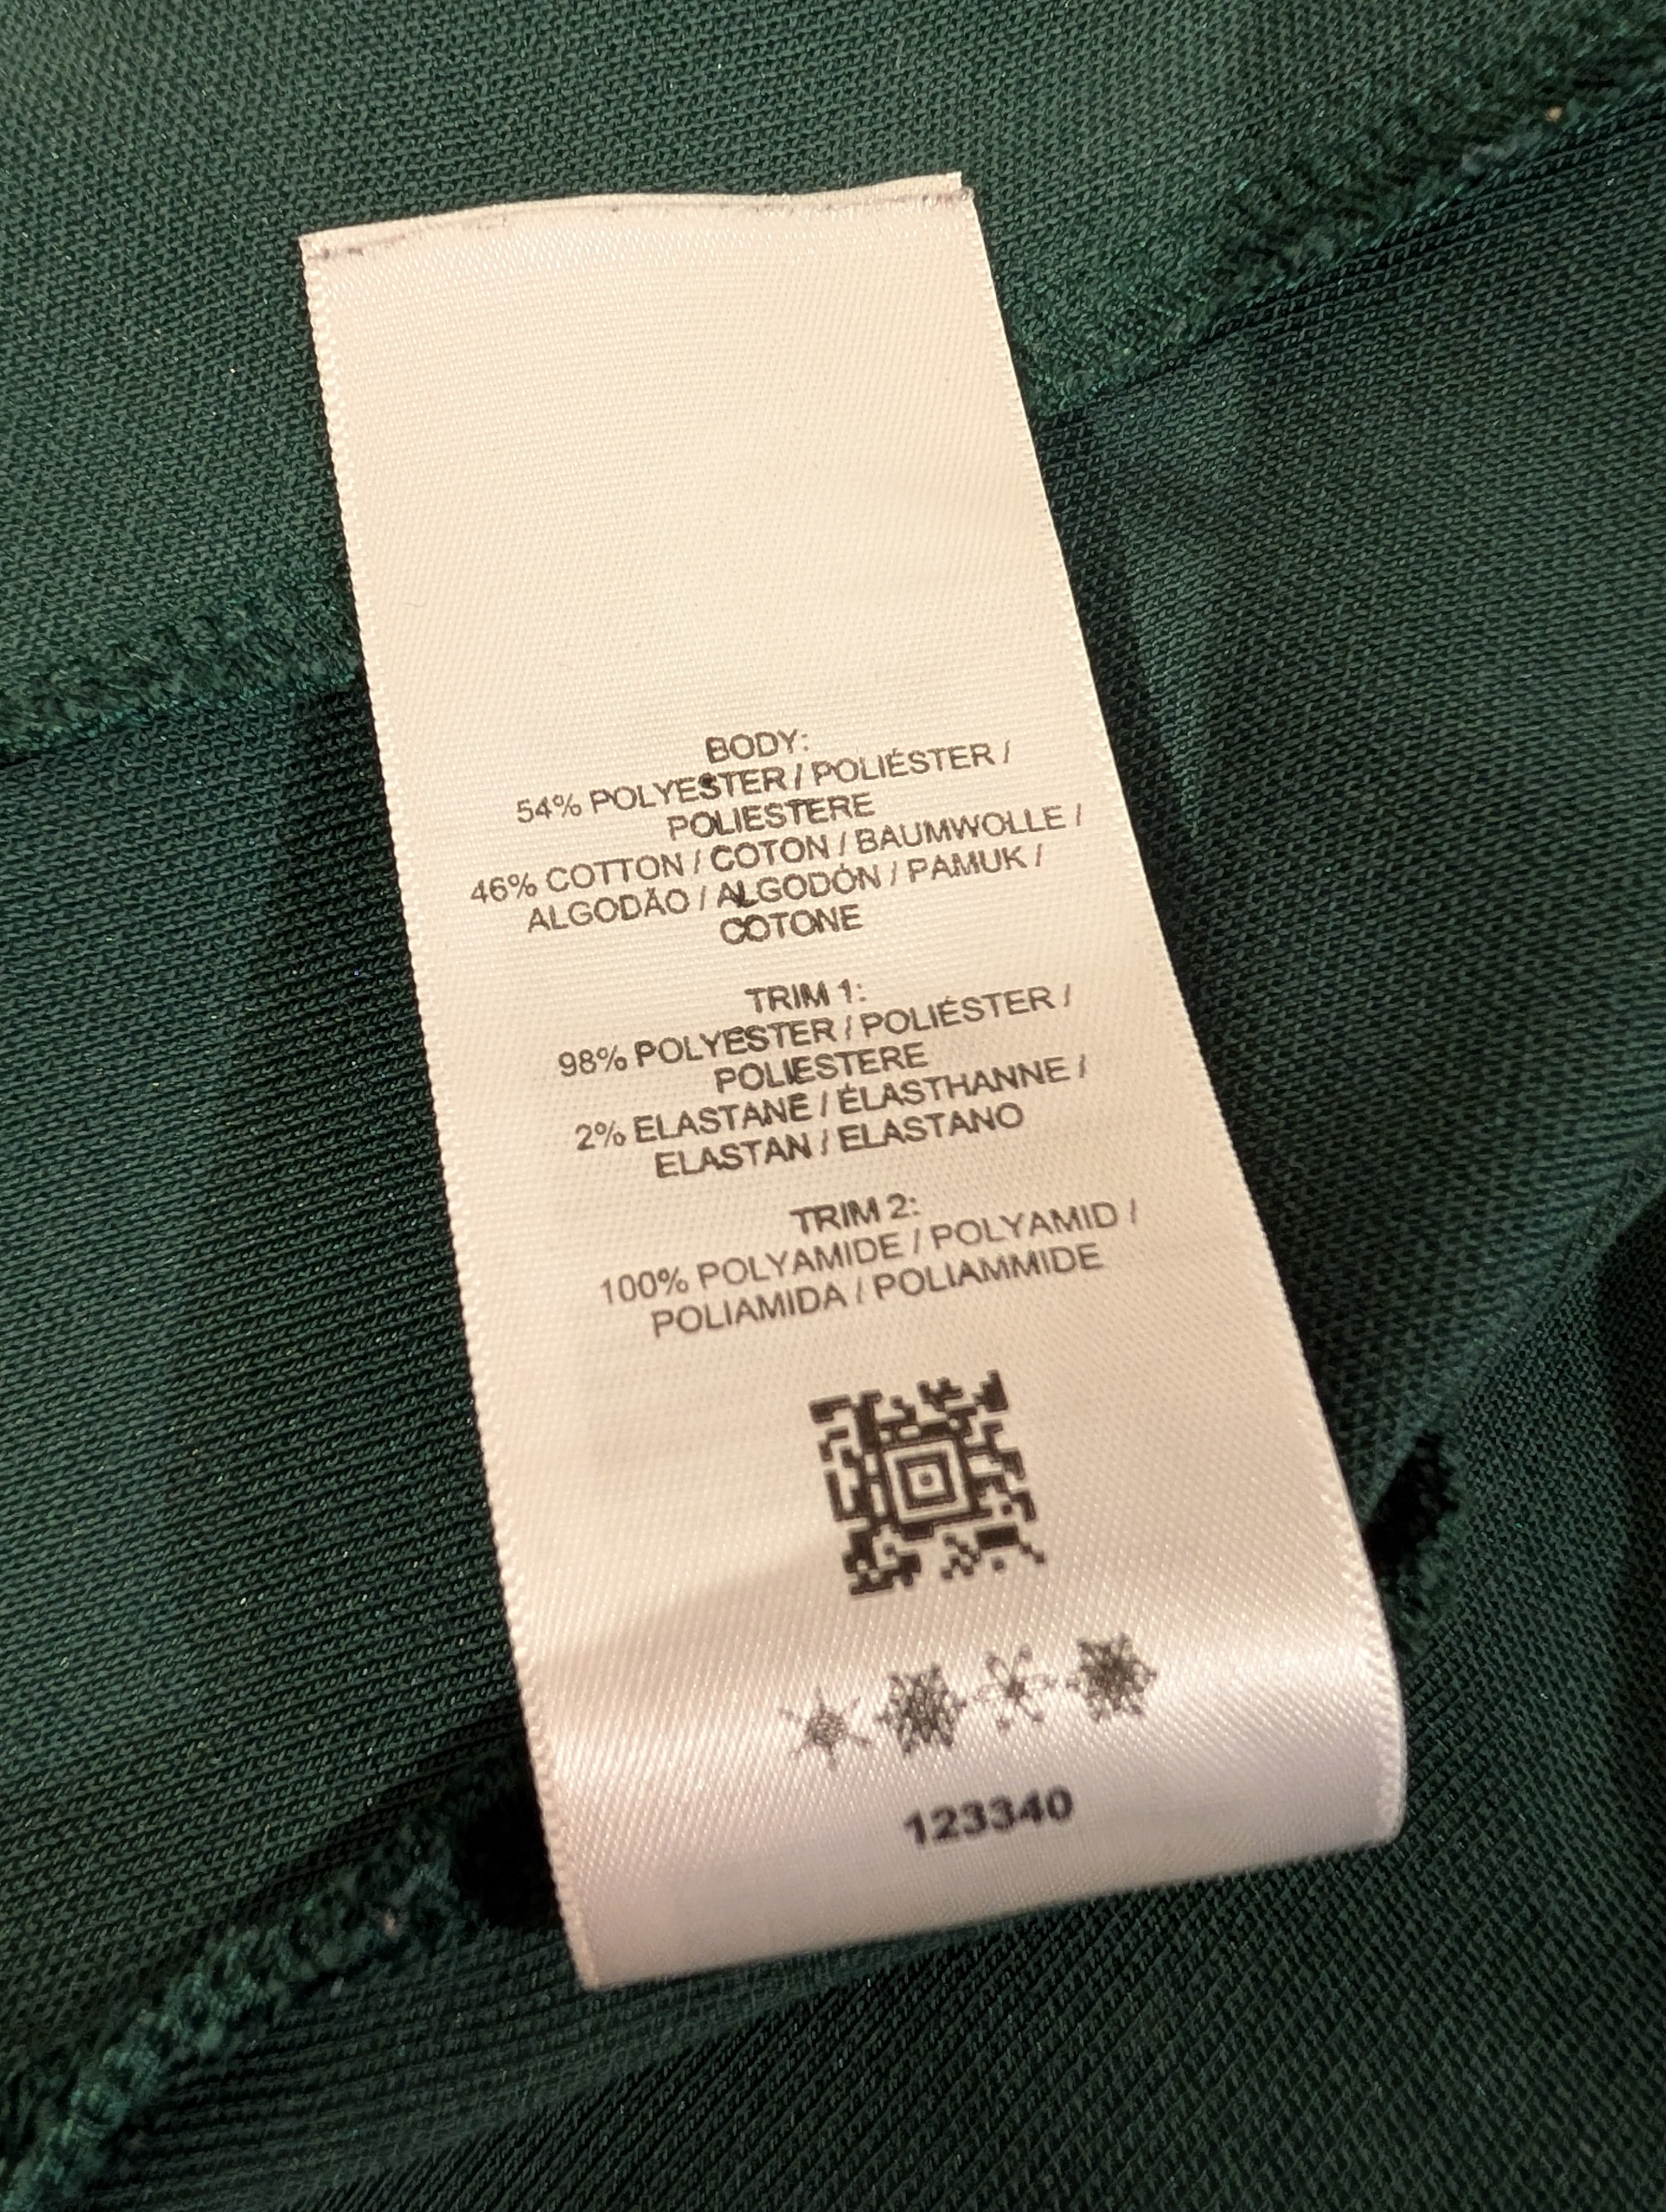 BODY:
54% POLYESTER / POLIÉSTER /
POLIESTERE
46% COTTON / COTON / BAUMWOLLE /
ALGODÃO / ALGODÓN / PAMUK /
COTONE
TRIM 1:
98% POLYESTER / POLIÉSTER /
POLIESTERE
2% ELASTANE / ÉLASTHANNE /
ELASTAN / ELASTANO
TRIM 2:
100% POLYAMIDE / POLYAMID /
POLIAMIDA / POLIAMMIDE
123340